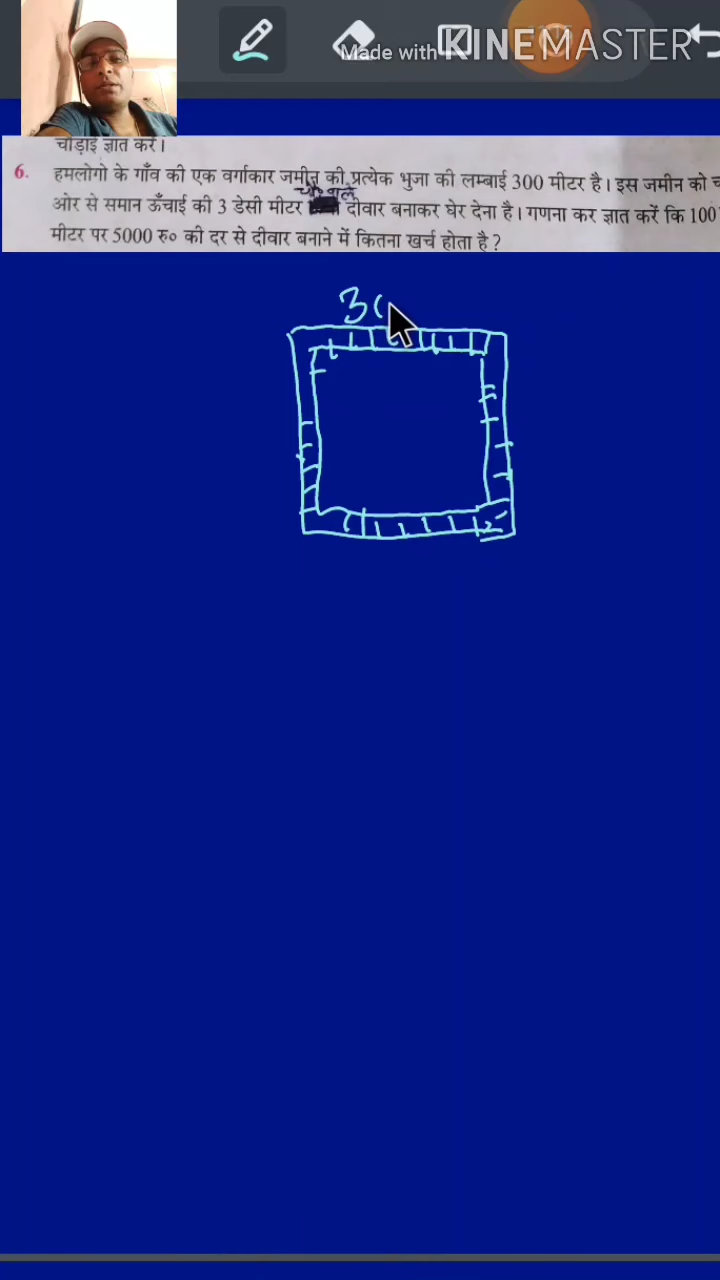 Made with KINEMASTER
चौड़ाई ज्ञात करें।
6. हमलोगो के गाँव की एक वर्गाकार जमीन की प्रत्येक भुजा की लम्बाई 300 मीटर है। इस जमीन को
चौ वाले
ओर से समान ऊँचाई की 3 डेसी मीटर दीवार बनाकर घेर देना है। गणना कर ज्ञात करें कि 100
मीटर पर 5000 रु० की दर से दीवार बनाने में कितना खर्च होता है ?
30